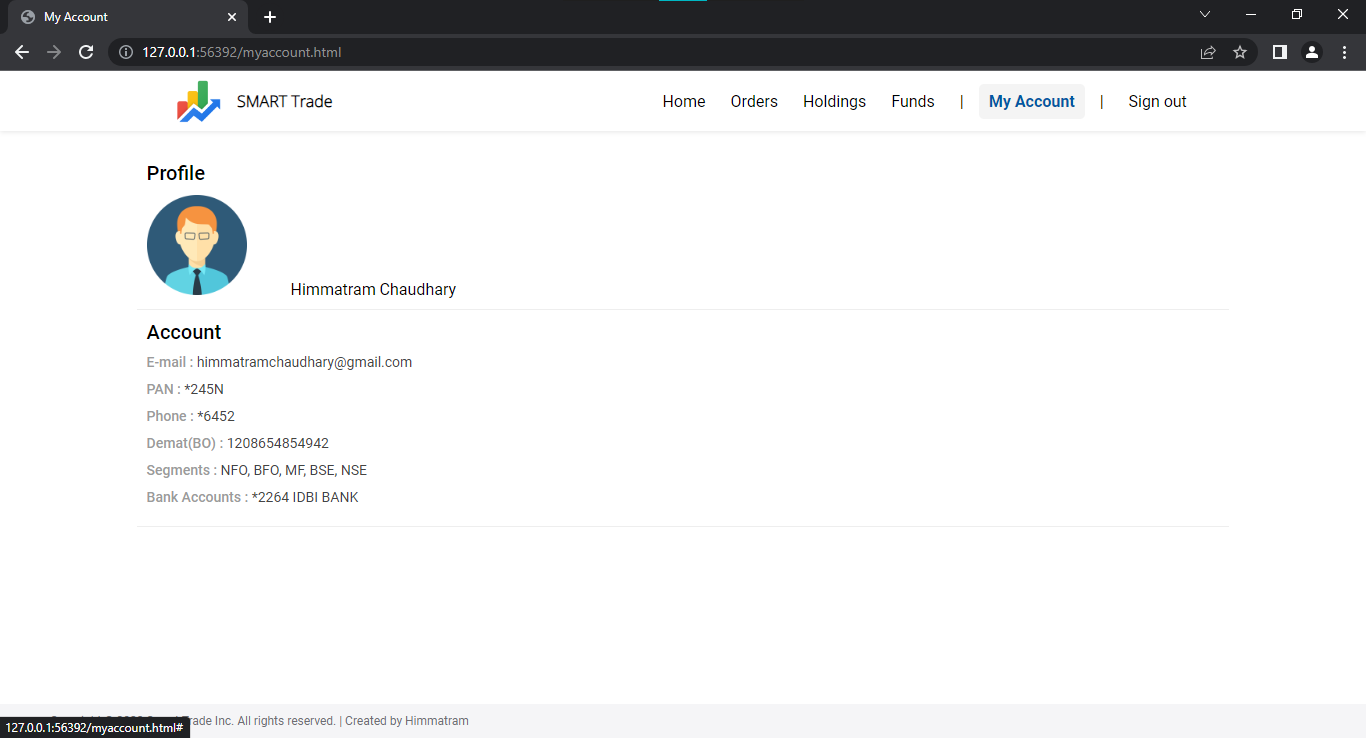 My Account
127.0.0.1:56392/myaccount.html
SMART Trade
Home Orders Holdings Funds | My Account | Sign out
Profile
Himmatram Chaudhary
Account
E-mail : himmatramchaudhary@gmail.com
PAN : *245N
Phone : *6452
Demat(BO) : 1208654854942
Segments : NFO, BFO, MF, BSE, NSE
Bank Accounts : *2264 IDBI BANK
Inc. All rights reserved. | Created by Himmatram
127.0.0.1:56392/myaccount.html#